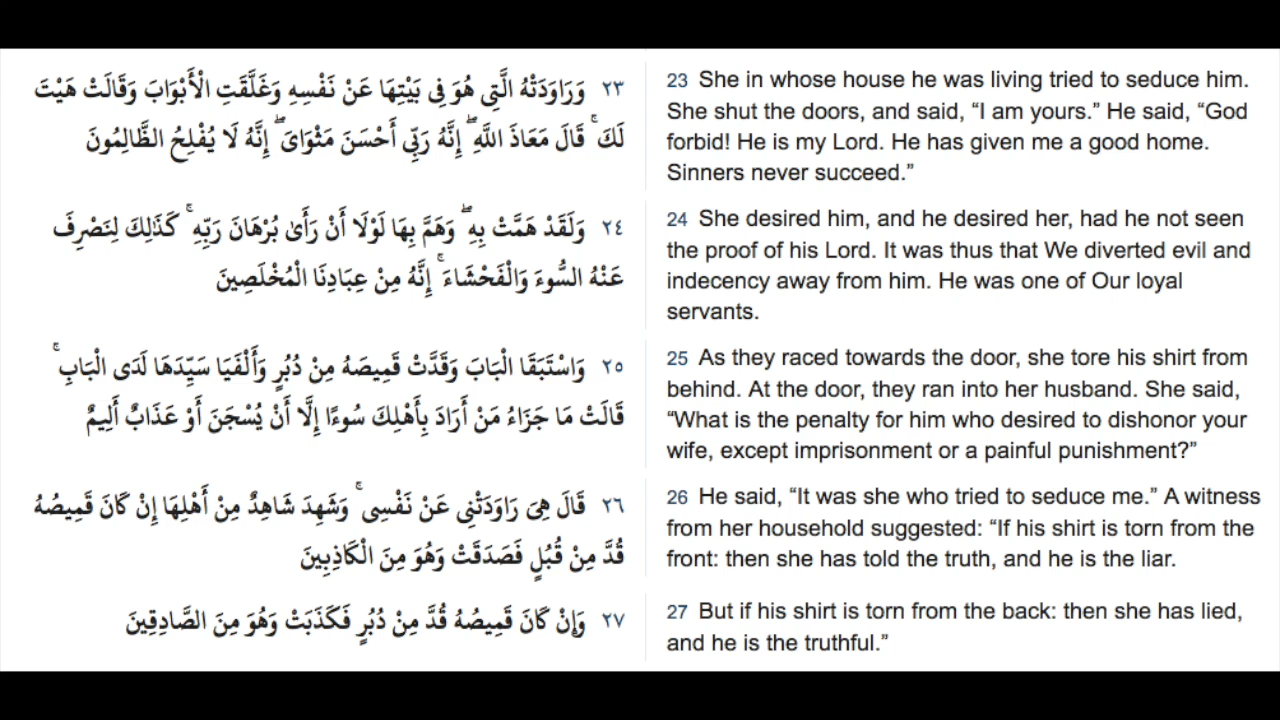 ٢٣ وَرَاوَدَتْهُ الَّتِي هُوَ فِي بَيْتِهَا عَنْ نَفْسِهِ وَغَلَّقَتِ الْأَبْوَابَ وَقَالَتْ هَيْتَ
لَكَ ۚ قَالَ مَعَاذَ اللَّهِ ۖ إِنَّهُ رَبِّي أَحْسَنَ مَثْوَايَ ۖ إِنَّهُ لَا يُفْلِحُ الظَّالِمُونَ
23 She in whose house he was living tried to seduce him.
She shut the doors, and said, “I am yours.” He said, “God
forbid! He is my Lord. He has given me a good home.
Sinners never succeed.”
٢٤ وَلَقَدْ هَمَّتْ بِهِ ۖ وَهَمَّ بِهَا لَوْلَا أَنْ رَأَىٰ بُرْهَانَ رَبِّهِ ۚ كَذَٰلِكَ لِنَصْرِفَ
عَنْهُ السُّوءَ وَالْفَحْشَاءَ ۚ إِنَّهُ مِنْ عِبَادِنَا الْمُخْلَصِينَ
24 She desired him, and he desired her, had he not seen
the proof of his Lord. It was thus that We diverted evil and
indecency away from him. He was one of Our loyal
servants.
٢٥ وَاسْتَبَقَا الْبَابَ وَقَدَّتْ قَمِيصَهُ مِنْ دُبُرٍ وَأَلْفَيَا سَيِّدَهَا لَدَى الْبَابِ ۚ
قَالَتْ مَا جَزَاءُ مَنْ أَرَادَ بِأَهْلِكَ سُوءًا إِلَّا أَنْ يُسْجَنَ أَوْ عَذَابٌ أَلِيمٌ
25 As they raced towards the door, she tore his shirt from
behind. At the door, they ran into her husband. She said,
“What is the penalty for him who desired to dishonor your
wife, except imprisonment or a painful punishment?”
٢٦ قَالَ هِيَ رَاوَدَتْنِي عَنْ نَفْسِي ۚ وَشَهِدَ شَاهِدٌ مِنْ أَهْلِهَا إِنْ كَانَ قَمِيصُهُ
قُدَّ مِنْ قُبُلٍ فَصَدَقَتْ وَهُوَ مِنَ الْكَاذِبِينَ
26 He said, “It was she who tried to seduce me.” A witness
from her household suggested: “If his shirt is torn from the
front: then she has told the truth, and he is the liar.
٢٧ وَإِنْ كَانَ قَمِيصُهُ قُدَّ مِنْ دُبُرٍ فَكَذَبَتْ وَهُوَ مِنَ الصَّادِقِينَ
27 But if his shirt is torn from the back: then she has lied,
and he is the truthful.”